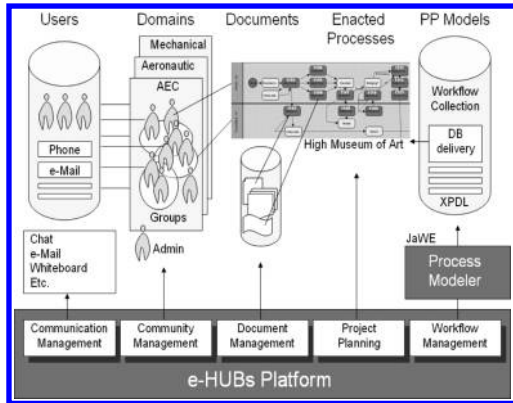 Users Domains Documents Enacted Processes PP Models
Mechanical
Aeronautic
AEC
Phone
e-Mail
Groups
Admin
High Museum of Art
Workflow
Collection
DB
delivery
XPDL
Chat
e-Mail
Whiteboard
Etc.
JaWE
Process
Modeler
Communication
Management
Community
Management
Document
Management
Project
Planning
Workflow
Management
e-HUBs Platform